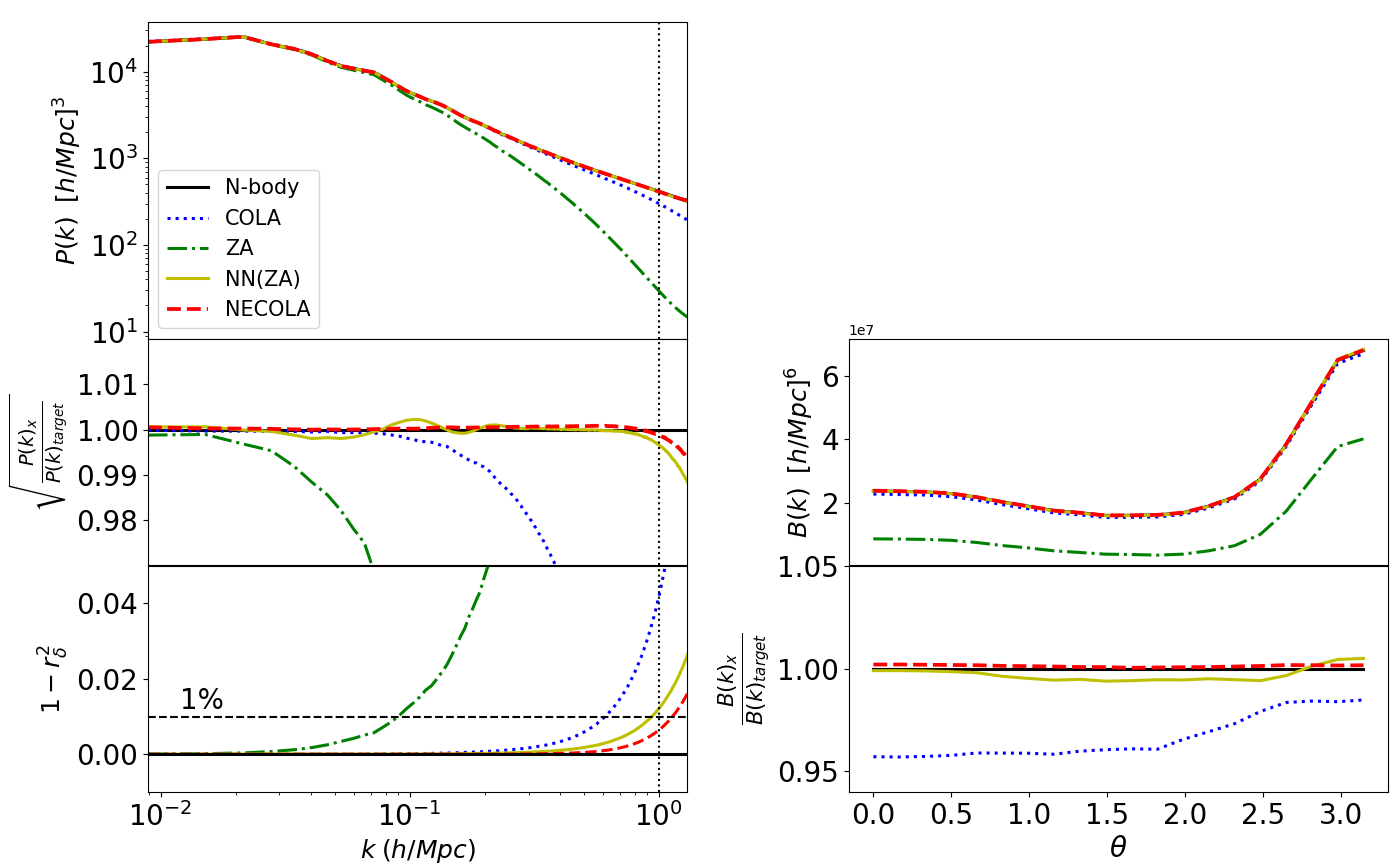 P(k) [h/Mpc]^3
10^4
10^3
10^2
10^1
N-body
COLA
ZA
NN(ZA)
NECOLA
√(P(k)_x / P(k)_target)
1.01
1.00
0.99
0.98
1 − r_δ^2
0.04
0.02
0.00
1%
10^−2
10^−1
10^0
k (h/Mpc)
1e7
B(k) [h/Mpc]^6
6
4
2
B(k)_x / B(k)_target
1.05
1.00
0.95
0.0
0.5
1.0
1.5
2.0
2.5
3.0
θ